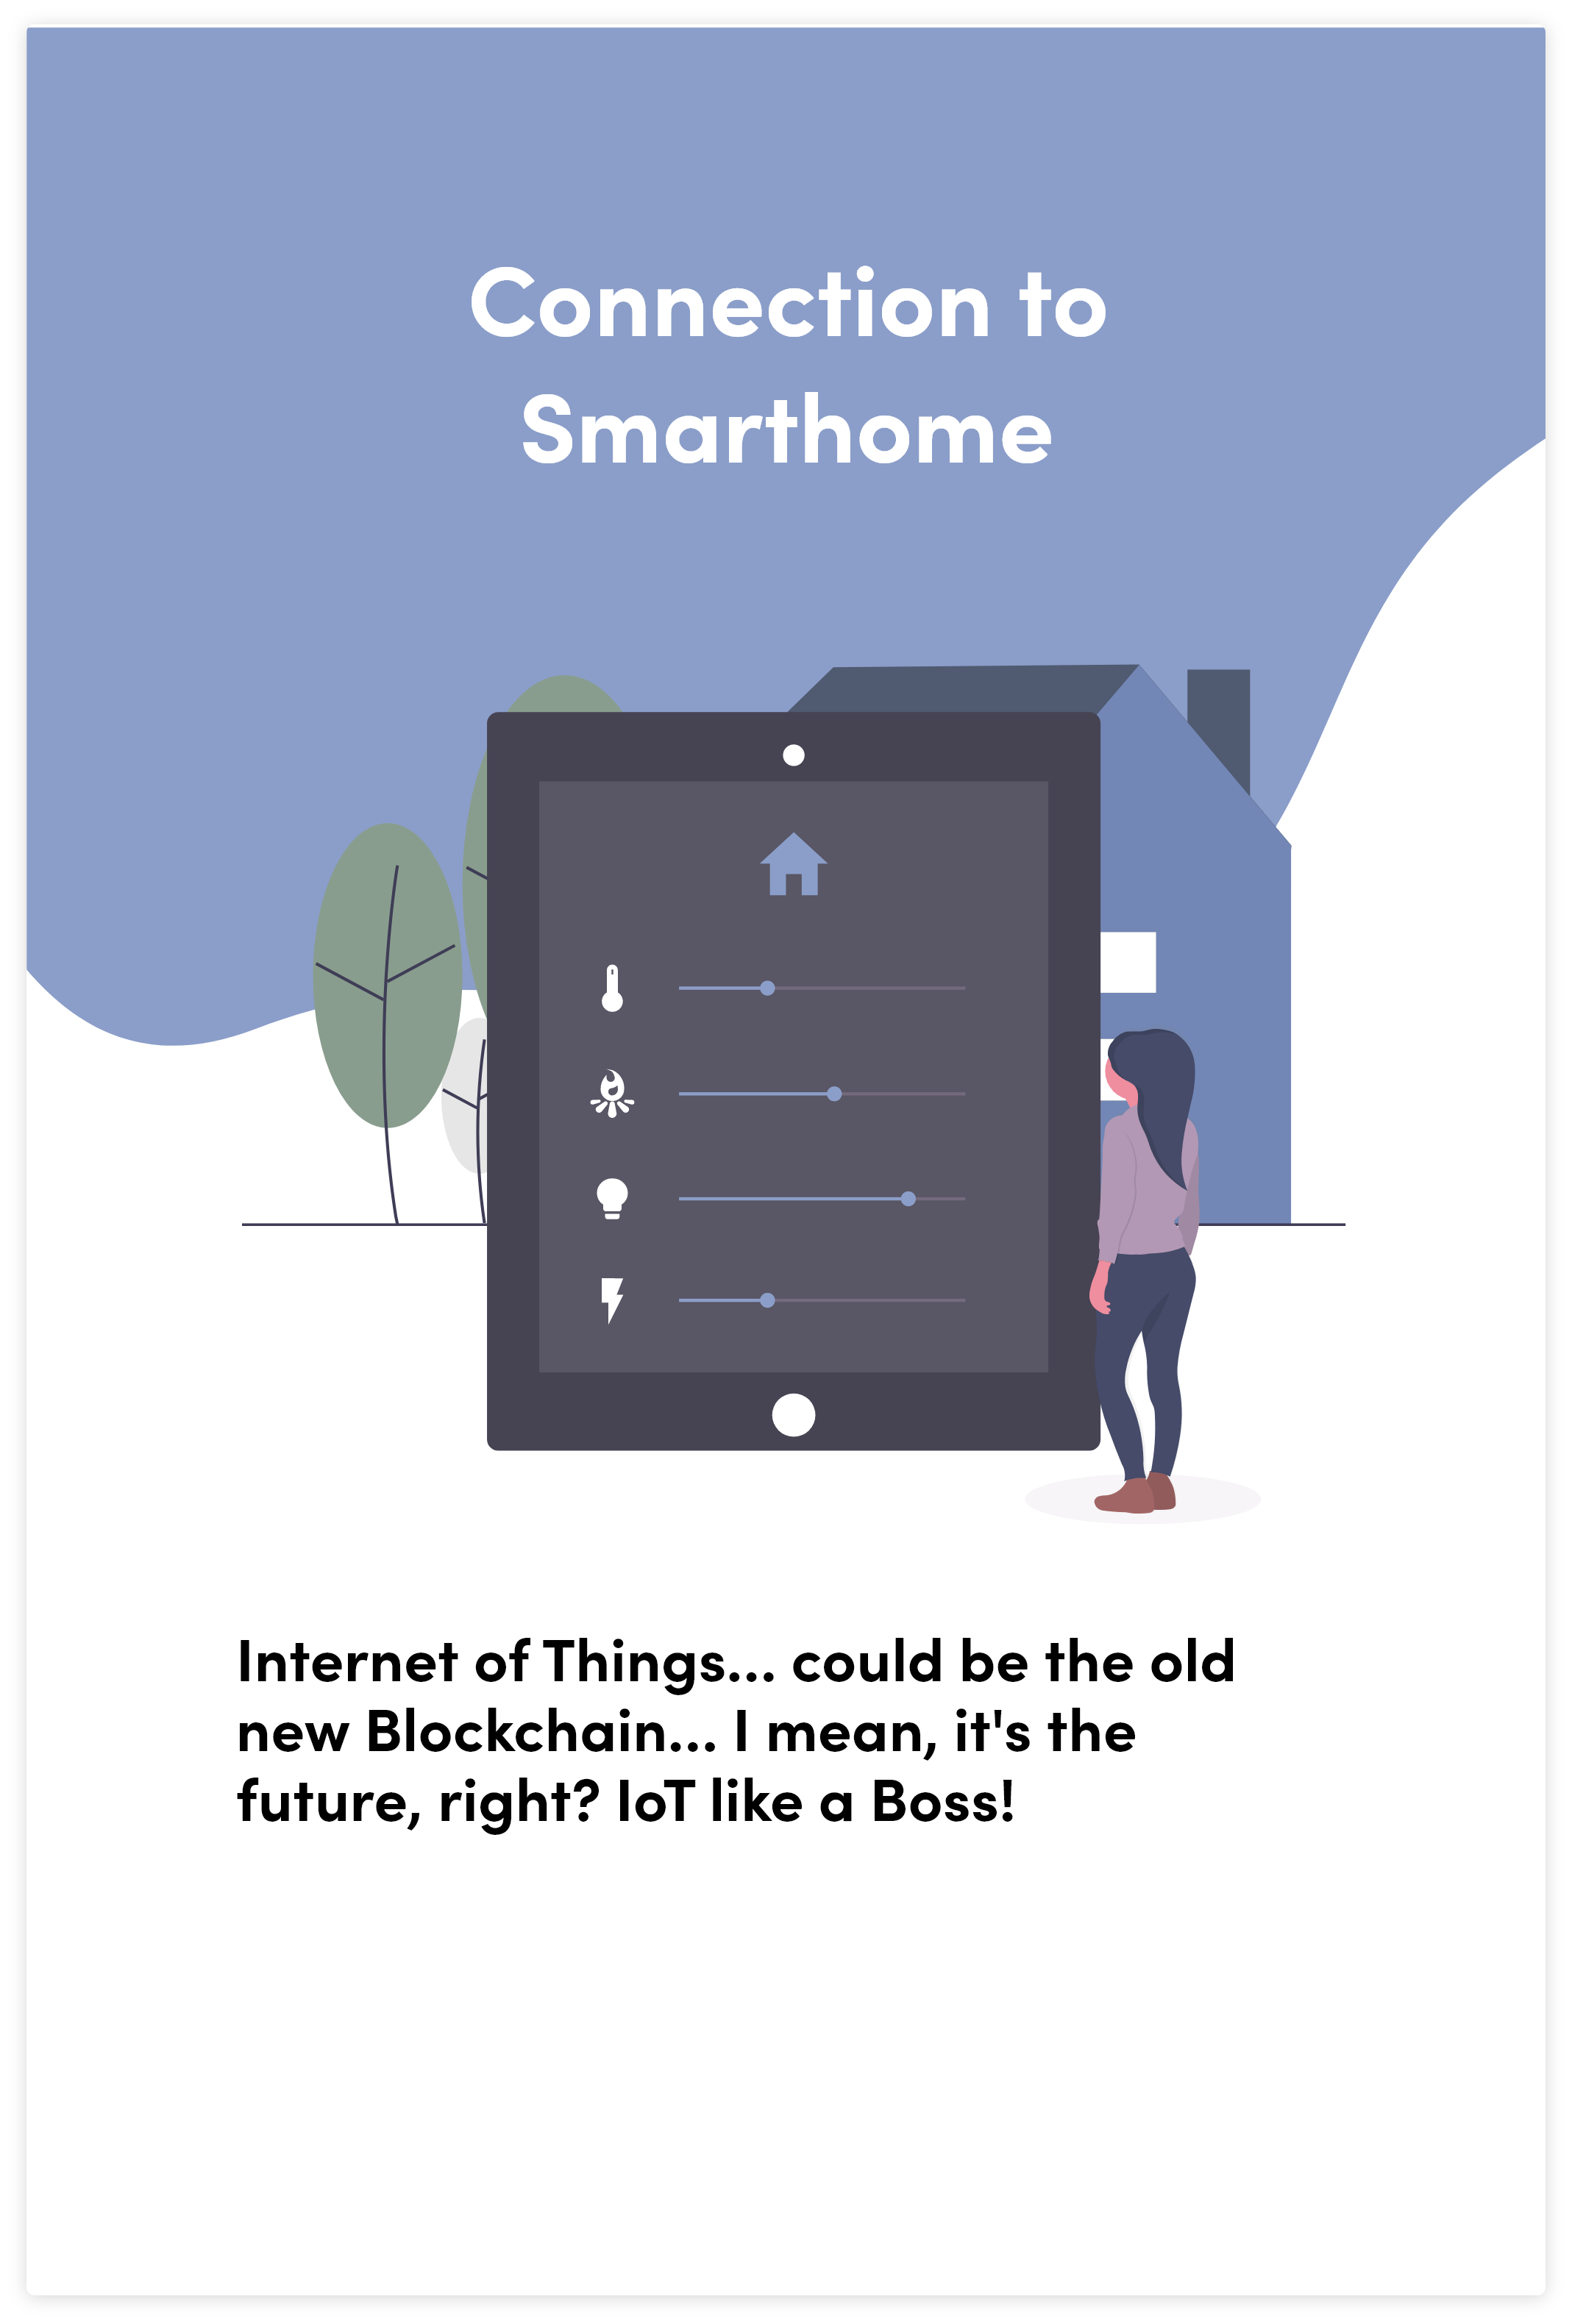 Connection to
Smarthome
Internet of Things... could be the old
new Blockchain... I mean, it's the
future, right? IoT like a Boss!